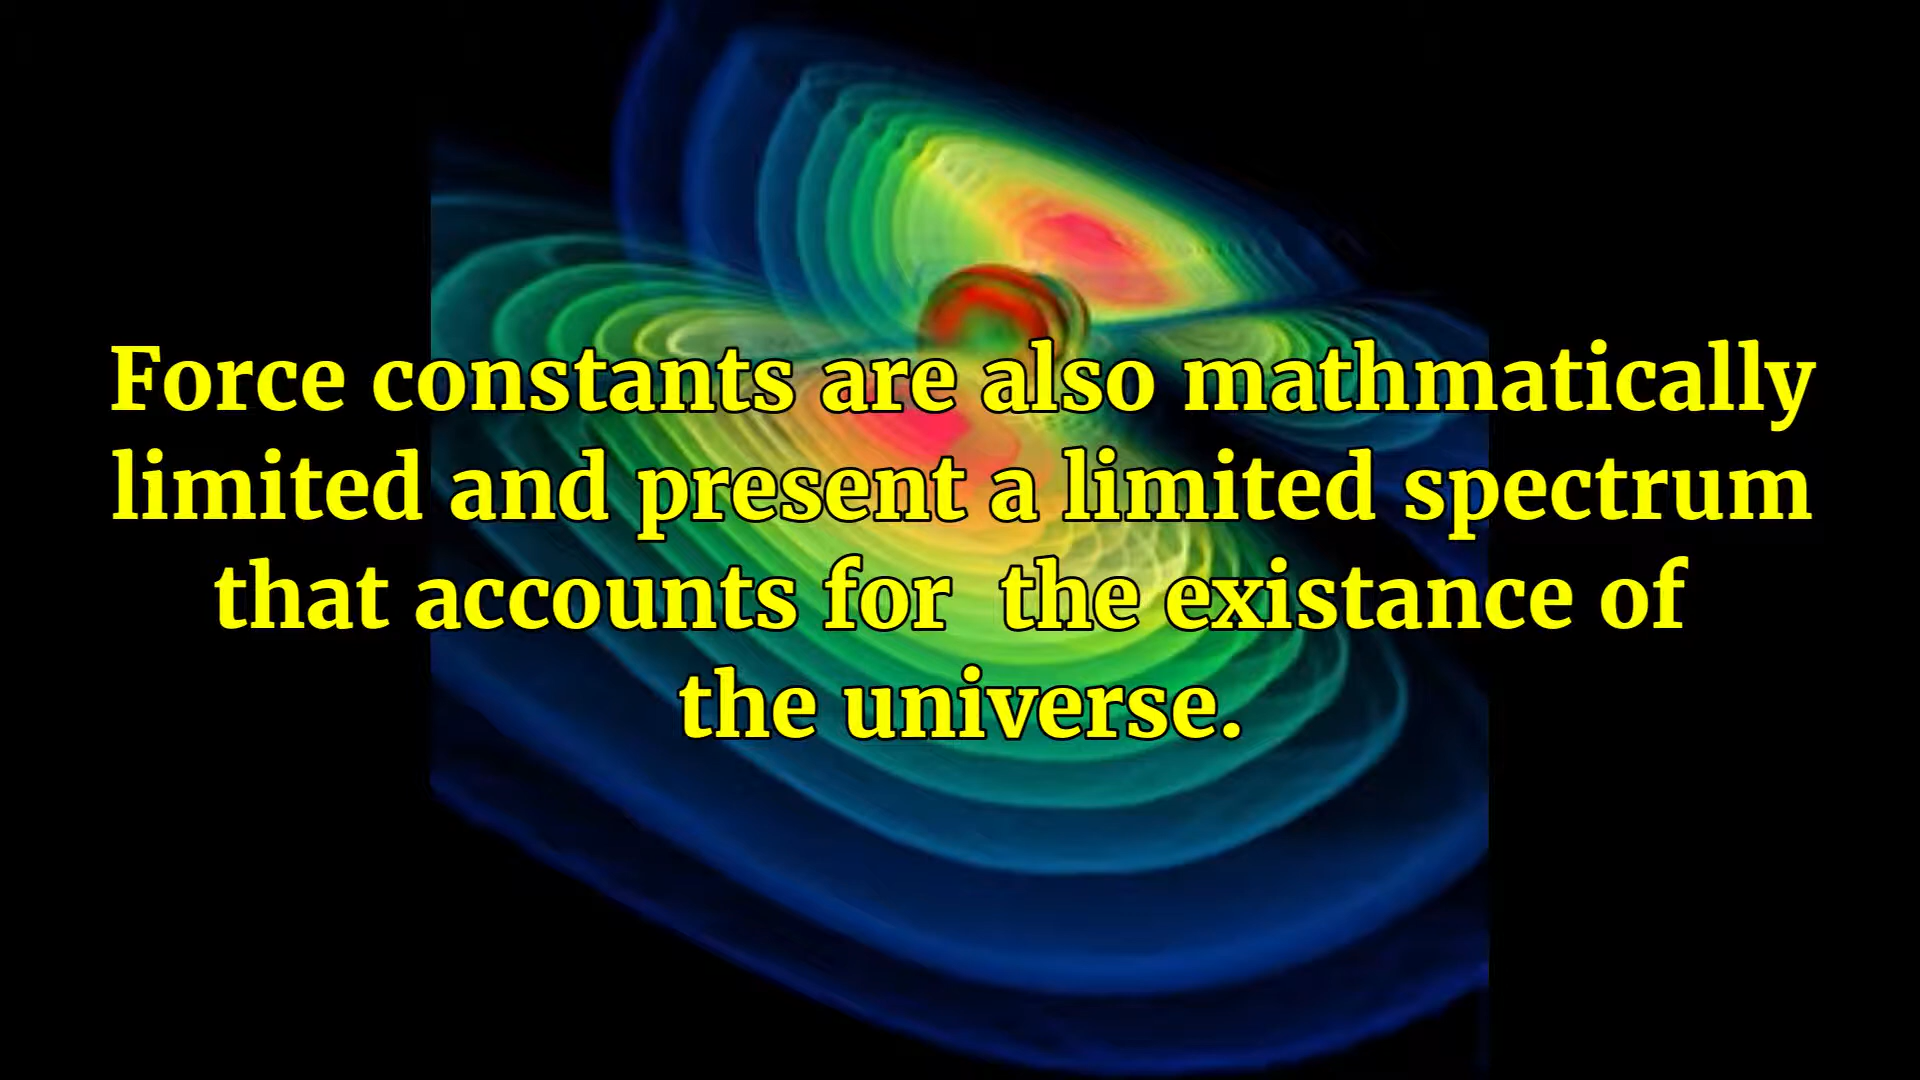 Force constants are also mathmatically
limited and present a limited spectrum
that accounts for  the existance of
the universe.